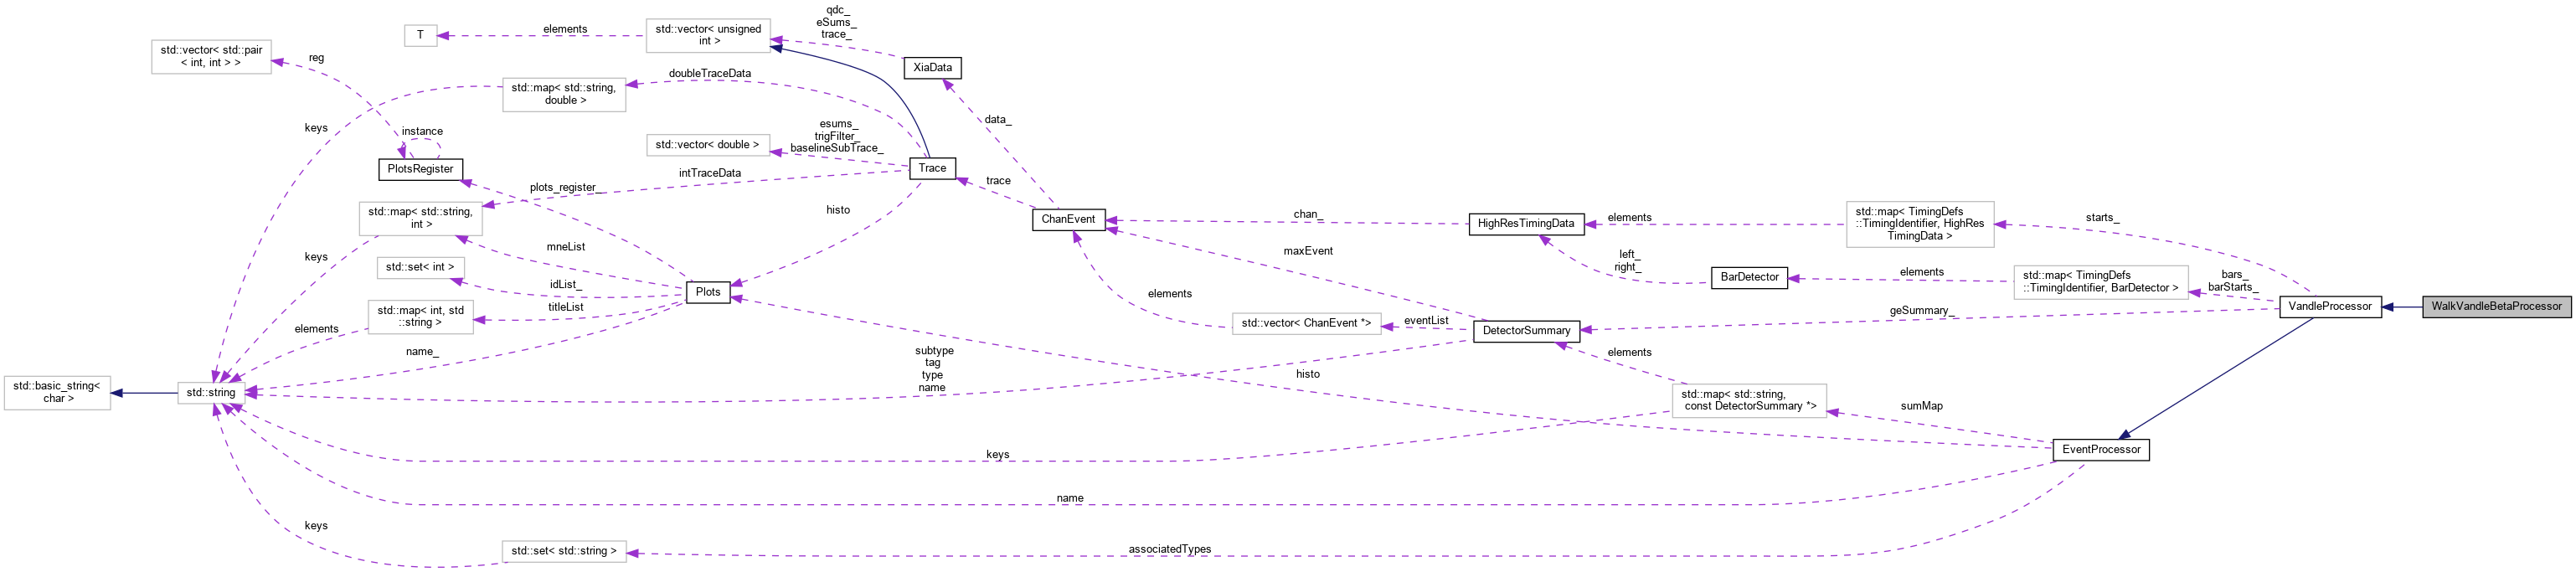 qdc_
eSums_
trace_
elements
std::vector< unsigned
int >
T
std::vector< std::pair
< int, int > >
reg
XiaData
doubleTraceData
std::map< std::string,
double >
keys
instance
esums_
trigFilter_
baselineSubTrace_
std::vector< double >
data_
PlotsRegister
Trace
intTraceData
trace
plots_register_
std::map< std::string,
int >
histo
ChanEvent
chan_
HighResTimingData
elements
std::map< TimingDefs
::TimingIdentifier, HighRes
TimingData >
starts_
mneList
keys
maxEvent
left_
right_
std::set< int >
idList_
Plots
BarDetector
elements
std::map< TimingDefs
::TimingIdentifier, BarDetector >
bars_
barStarts_
titleList
std::map< int, std
::string >
elements
elements
std::vector< ChanEvent *>
eventList
DetectorSummary
geSummary_
VandleProcessor
WalkVandleBetaProcessor
name_
subtype
tag
type
name
elements
histo
std::basic_string<
char >
std::string
std::map< std::string,
const DetectorSummary *>
sumMap
keys
EventProcessor
name
keys
std::set< std::string >
associatedTypes